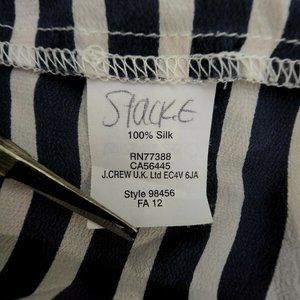 Stacke
100% Silk
RN77388
CA56445
J.CREW U.K. Ltd EC4V 6JA
Style 98456
FA 12